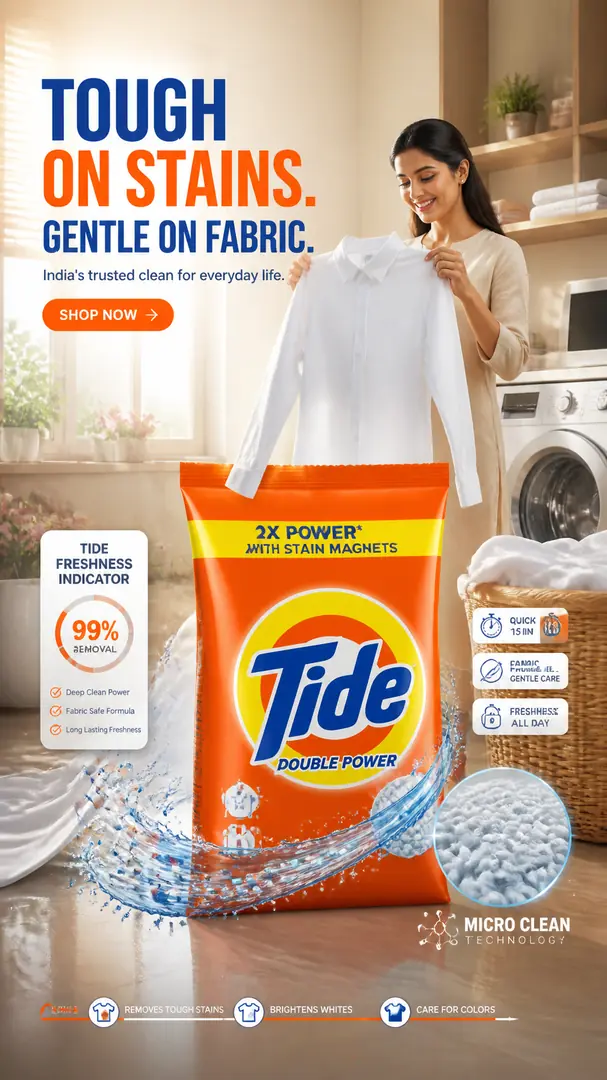 TOUGH
ON STAINS.
GENTLE ON FABRIC.
India's trusted clean for everyday life.
SHOP NOW →
2X POWER*
WITH STAIN MAGNETS
TIDE
FRESHNESS
INDICATOR
99%
REMOVAL
Deep Clean Power
Fabric Safe Formula
Long Lasting Freshness
Tide
DOUBLE POWER
QUICK
GENTLE CARE
FRESHNESS
ALL DAY
MICRO CLEAN
TECHNOLOGY
REMOVES TOUGH STAINS
BRIGHTENS WHITES
CARE FOR COLORS